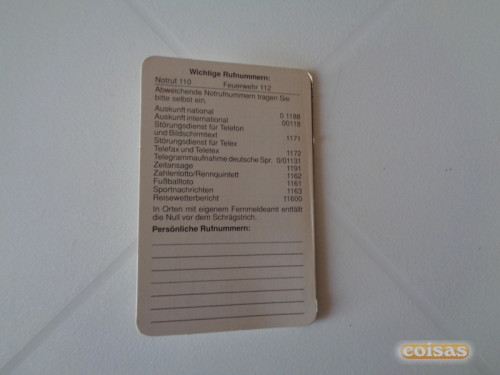 Wichtige Rufnummern:
Notruf 110 Feuerwehr 112
Abweichende Notrufnummern tragen Sie
bitte selbst ein.
Auskunft national 0 1188
Auskunft international 00118
Störungsdienst für Telefon
und Bildschirmtext 1171
Störungsdienst für Telex
Telefax und Teletex 1172
Telegrammaufnahme deutsche Spr. 0/01131
Zeitansage 1191
Zahlenlotto/Rennquintett 1162
Fußballtoto 1161
Sportnachrichten 1163
Reisewetterbericht 11600
In Orten mit eigenem Fernmeldeamt entfällt
die Null vor dem Schrägstrich.
Persönliche Rufnummern:
coisas